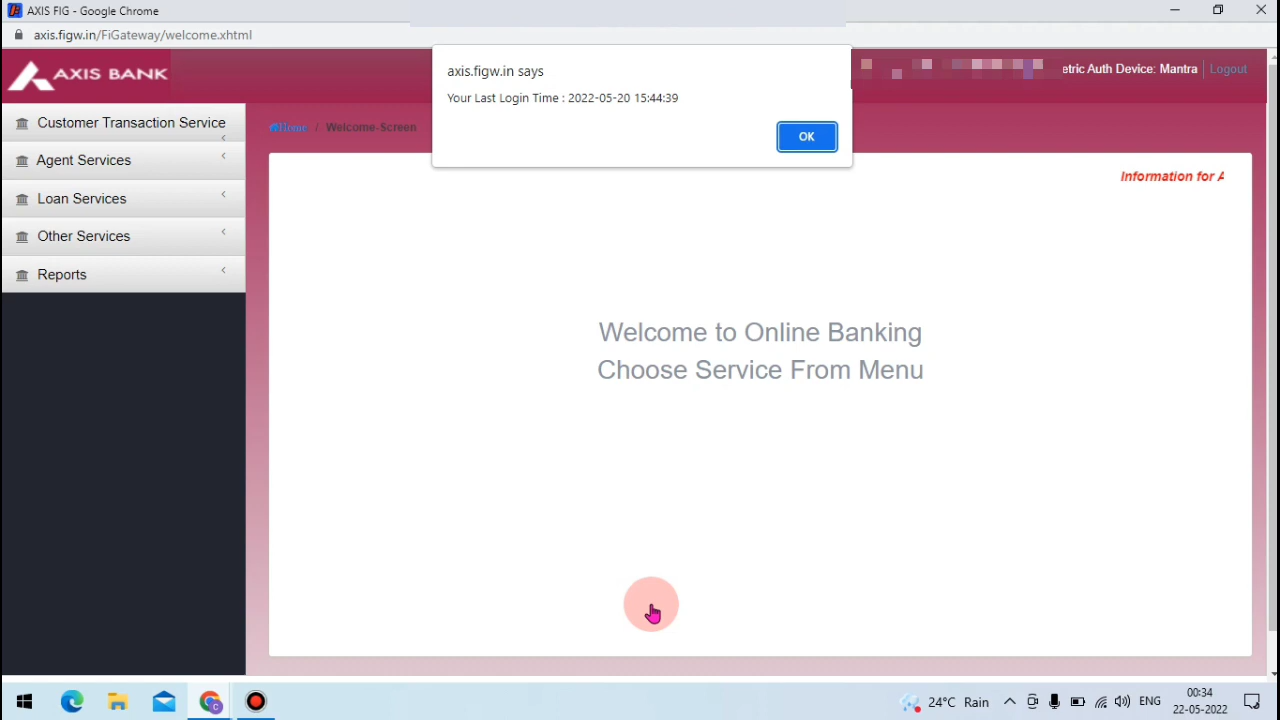 AXIS FIG - Google Chrome
axis.figw.in/FiGateway/welcome.xhtml
AXIS BANK
axis.figw.in says
Your Last Login Time : 2022-05-20 15:44:39
OK
Auth Device: Mantra
Logout
Customer Transaction Service
Agent Services
Loan Services
Other Services
Reports
Home / Welcome-Screen
Information for
Welcome to Online Banking
Choose Service From Menu
24°C Rain
ENG
00:34
22-05-2022